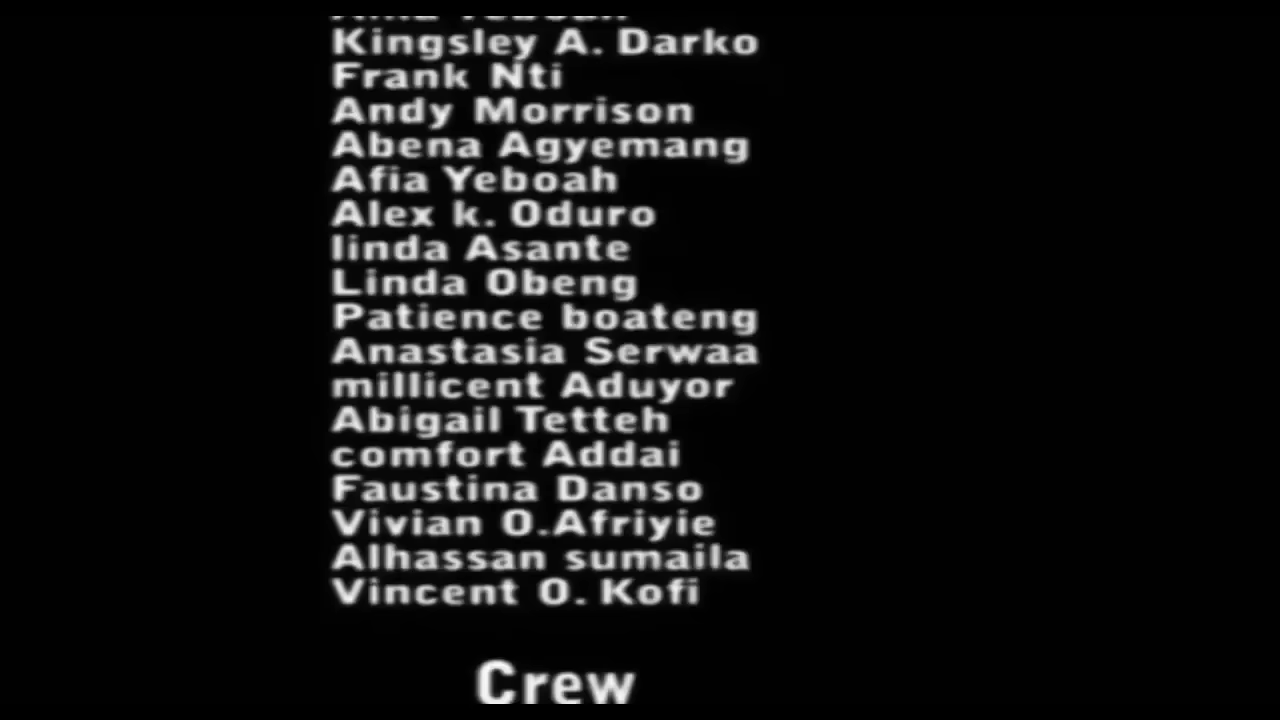 Kingsley A. Darko
Frank Nti
Andy Morrison
Abena Agyemang
Afia Yeboah
Alex k. Oduro
linda Asante
Linda Obeng
Patience boateng
Anastasia Serwaa
millicent Aduyor
Abigail Tetteh
comfort Addai
Faustina Danso
Vivian O.Afriyie
Alhassan sumaila
Vincent O. Kofi
Crew